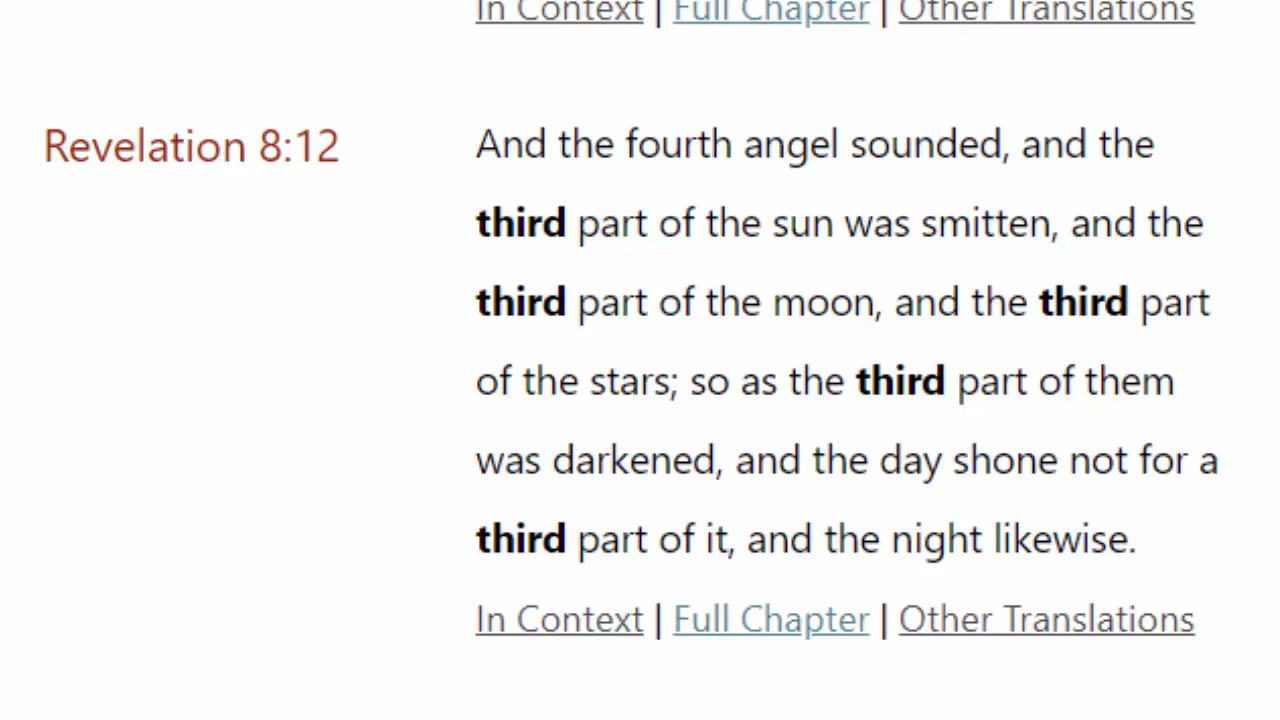 In Context | Full Chapter | Other Translations
Revelation 8:12
And the fourth angel sounded, and the
third part of the sun was smitten, and the
third part of the moon, and the third part
of the stars; so as the third part of them
was darkened, and the day shone not for a
third part of it, and the night likewise.
In Context | Full Chapter | Other Translations